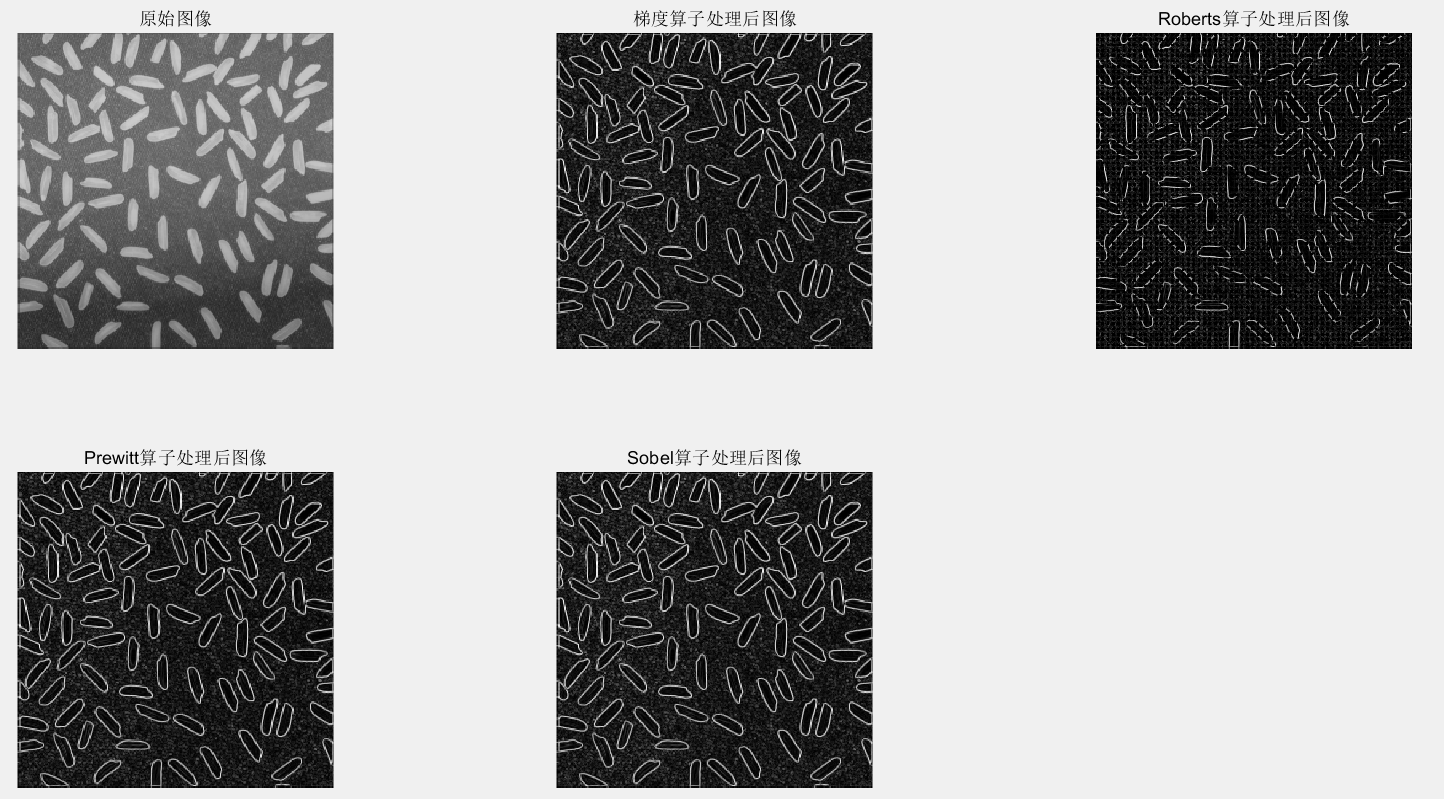 原始图像
梯度算子处理后图像
Roberts算子处理后图像
Prewitt算子处理后图像
Sobel算子处理后图像